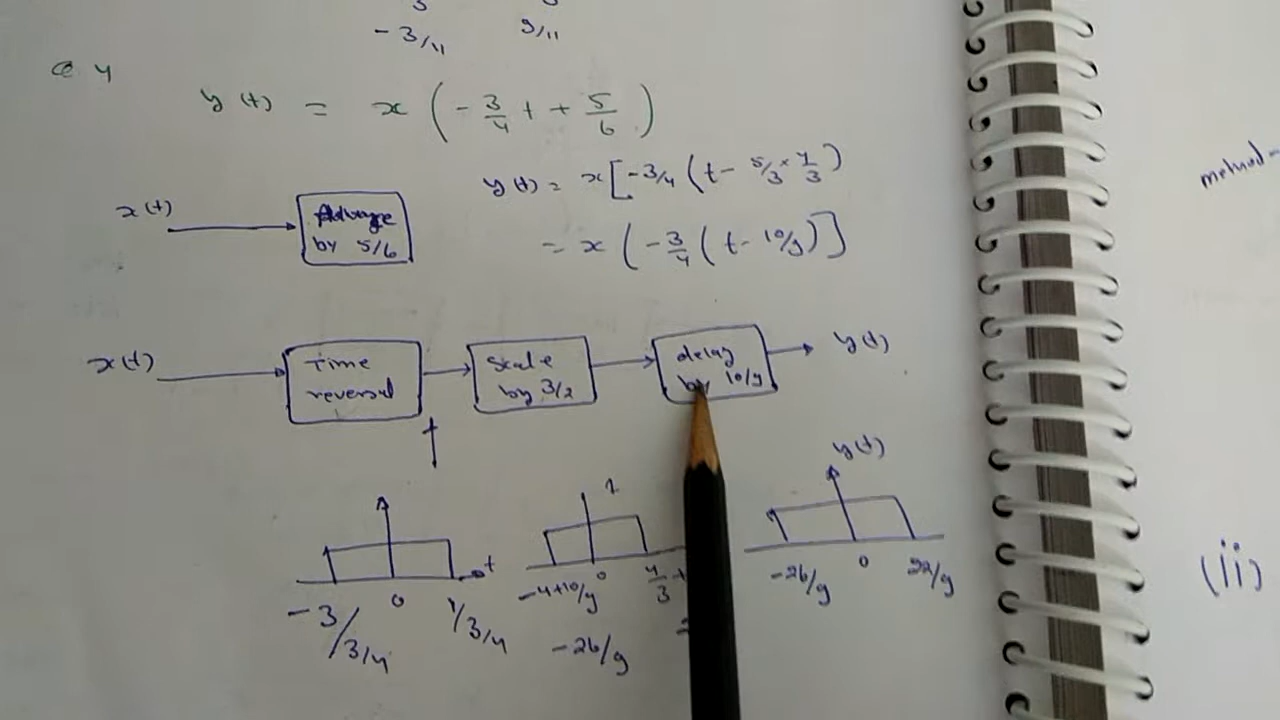 -3/11 9/11
Q 4
y(t) = x(-3/4 t + 5/6)
y(t) = x[-3/4(t - 5/3 × 4/3)
method =
x(t) Advance by 5/6
= x(-3/4(t - 10/9)]
x(t) Time reversal Scale by 3/2 delay by 10/9 y(t)
y(t)
t
-4+10/9 0 4/3 +
-26/9 0 22/9
(ii)
-3/3/4 0 1/3/4
-26/9